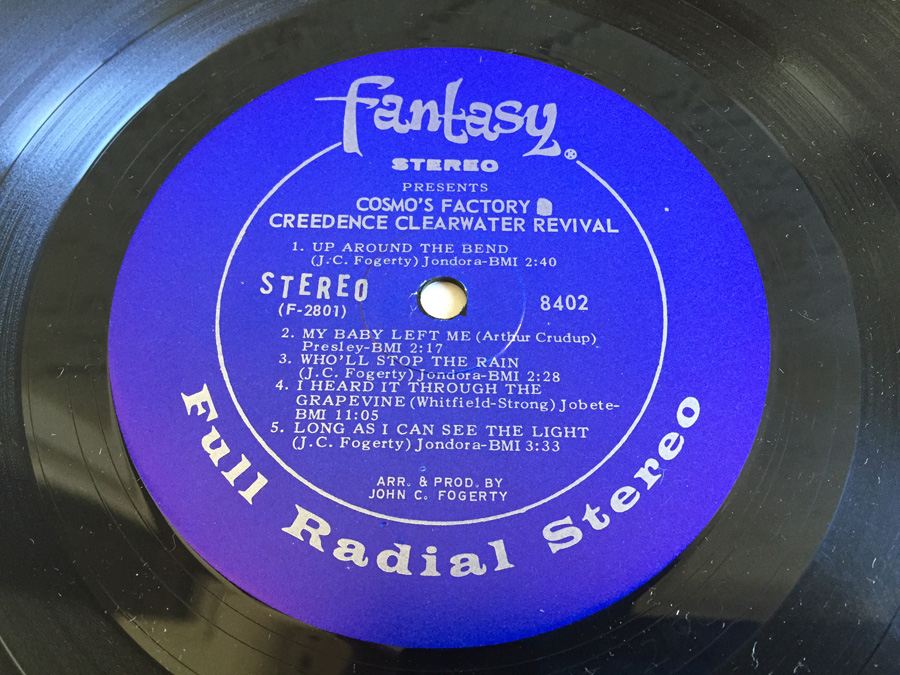 fantasy®
STEREO
PRESENTS
COSMO'S FACTORY
CREEDENCE CLEARWATER REVIVAL
1. UP AROUND THE BEND
(J.C. Fogerty) Jondora-BMI 2:40
STEREO
(F-2801)
8402
2. MY BABY LEFT ME (Arthur Crudup)
Presley-BMI 2:17
3. WHO'LL STOP THE RAIN
(J.C. Fogerty) Jondora-BMI 2:28
4. I HEARD IT THROUGH THE
GRAPEVINE (Whitfield-Strong) Jobete-
BMI 11:05
5. LONG AS I CAN SEE THE LIGHT
(J.C. Fogerty) Jondora-BMI 3:33
ARR. & PROD. BY
JOHN C. FOGERTY
Full Radial Stereo